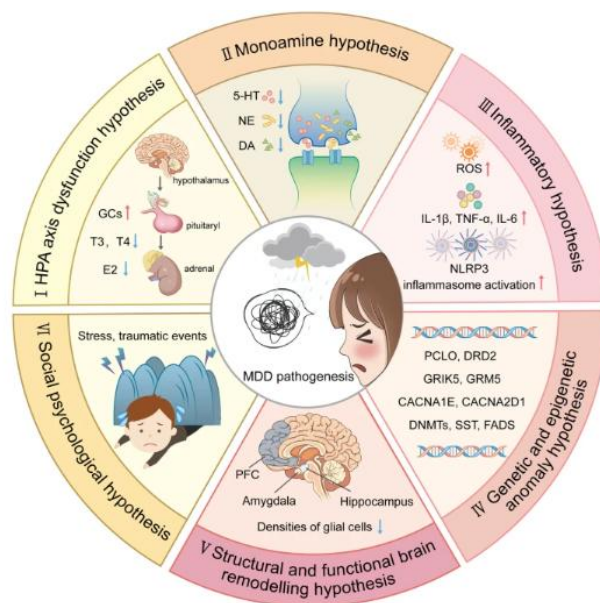 Ⅰ HPA axis dysfunction hypothesis
hypothalamus
GCs
pituitaryl
T3, T4
E2
adrenal
Ⅱ Monoamine hypothesis
5-HT
NE
DA
Ⅲ Inflammatory hypothesis
ROS
IL-1β, TNF-α, IL-6
NLRP3
inflammasome activation
Ⅳ Genetic and epigenetic
anomaly hypothesis
PCLO, DRD2
GRIK5, GRM5
CACNA1E, CACNA2D1
DNMTs, SST, FADS
Ⅴ Structural and functional brain
remodelling hypothesis
PFC
Amygdala
Hippocampus
Densities of glial cells
Ⅵ Social psychological hypothesis
Stress, traumatic events
MDD pathogenesis